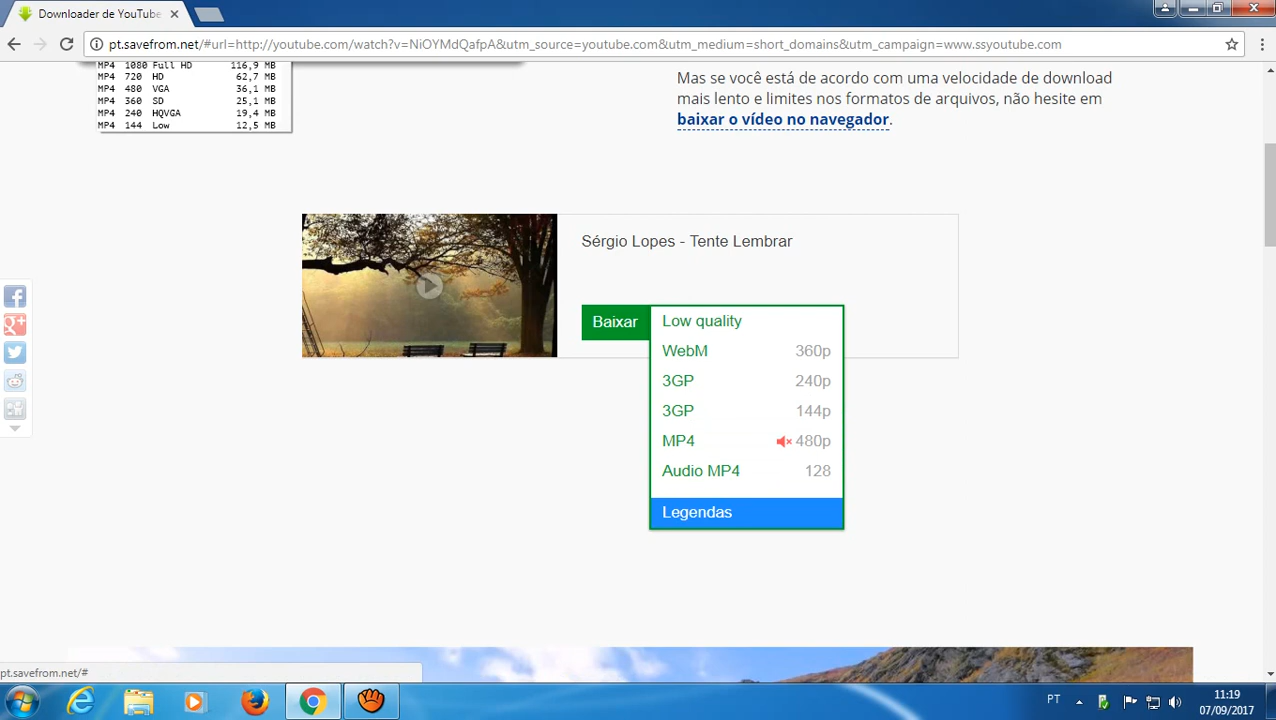 Downloader de YouTube
pt.savefrom.net/#url=http://youtube.com/watch?v=NiOYMdQafpA&utm_source=youtube.com&utm_medium=short_domains&utm_campaign=www.ssyoutube.com
MP4 1080 Full HD 116,9 MB
MP4 720 HD 62,7 MB
MP4 480 VGA 36,1 MB
MP4 360 SD 25,1 MB
MP4 240 HQVGA 19,4 MB
MP4 144 Low 12,5 MB
Mas se você está de acordo com uma velocidade de download
mais lento e limites nos formatos de arquivos, não hesite em
baixar o vídeo no navegador.
Sérgio Lopes - Tente Lembrar
Baixar
Low quality
WebM 360p
3GP 240p
3GP 144p
MP4 480p
Audio MP4 128
Legendas
pt.savefrom.net/#
PT
11:19
07/09/2017